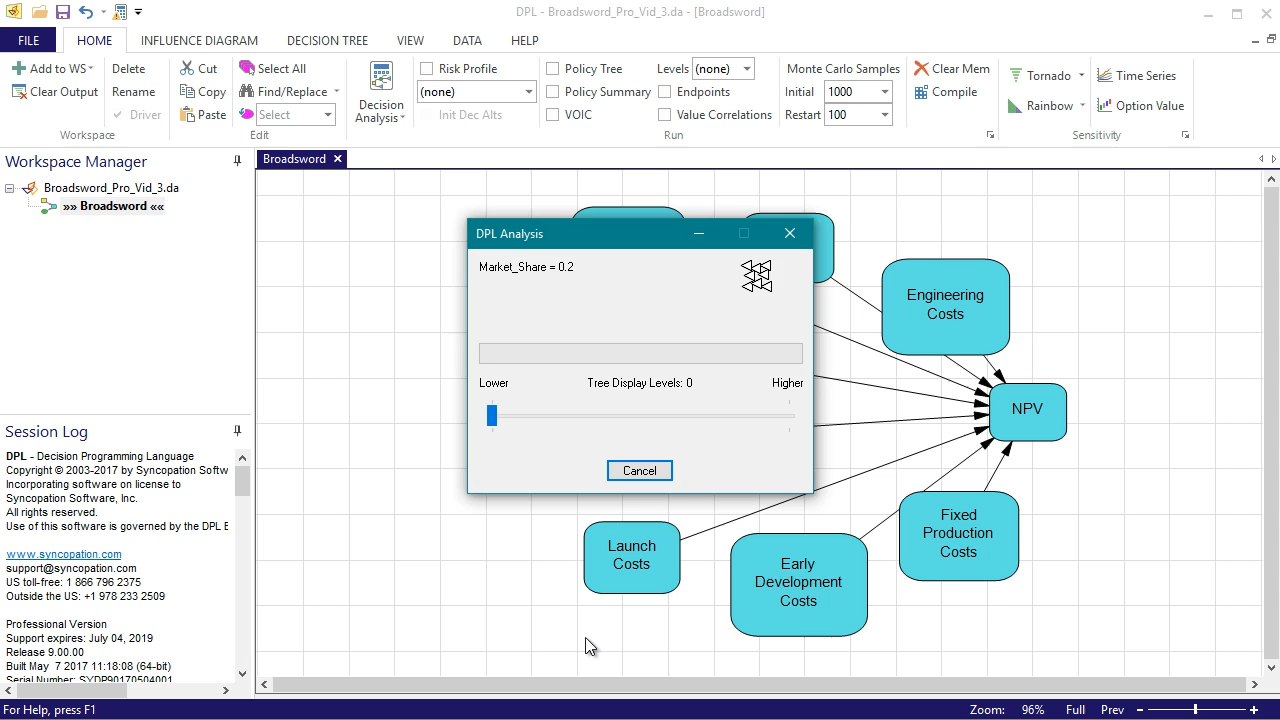 DPL - Broadsword_Pro_Vid_3.da - [Broadsword]
FILE
HOME
INFLUENCE DIAGRAM
DECISION TREE
VIEW
DATA
HELP
Add to WS
Delete
Clear Output
Rename
Driver
Workspace
Cut
Copy
Paste
Select All
Find/Replace
Select
Edit
Decision
Analysis
Risk Profile
(none)
Init Dec Alts
Policy Tree
Policy Summary
VOIC
Levels
(none)
Endpoints
Value Correlations
Monte Carlo Samples
Initial
1000
Restart
100
Run
Clear Mem
Compile
Tornado
Rainbow
Time Series
Option Value
Sensitivity
Workspace Manager
Broadsword_Pro_Vid_3.da
»» Broadsword ««
Session Log
DPL - Decision Programming Language
Copyright © 2003-2017 by Syncopation Softw
Incorporating software on license to
Syncopation Software, Inc.
All rights reserved.
Use of this software is governed by the DPL E
www.syncopation.com
support@syncopation.com
US toll-free: 1 866 796 2375
Outside the US: +1 978 233 2509
Professional Version
Support expires: July 04, 2019
Release 9.00.00
Built May 7 2017 11:18:08 (64-bit)
Serial Number: SYDP90170504001
Broadsword
DPL Analysis
Market_Share = 0.2
Lower
Tree Display Levels: 0
Higher
Cancel
Engineering
Costs
NPV
Fixed
Production
Costs
Launch
Costs
Early
Development
Costs
For Help, press F1
Zoom:
96%
Full
Prev